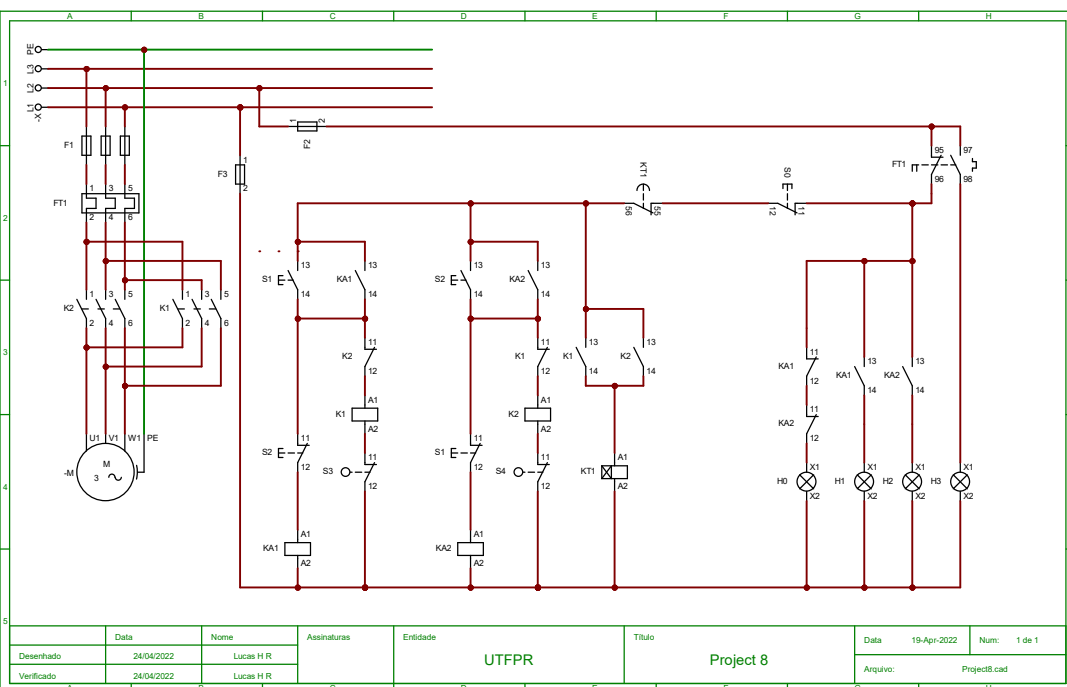 A B C D E F G H
PE
L3
1
L2
L1
-X
1 2
F2
F1
1
F3
2
95 97
FT1
96 98
KT1
56 55
S0
12 11
FT1
1 3 5
2 4 6
2
13 13 13 13
S1 KA1 S2 KA2
14 14 14 14
1 3 5 1 3 5
K2 K1
2 4 6 2 4 6
3
11 11 13 13
K2 K1 K1 K2
12 12 14 14
11 13 13
KA1 KA1 KA2
12 14 14
A1 A1
K1 K2
A2 A2
11
KA2
12
U1 V1 W1 PE
-M
M
3
4
11 11 11 11
S2 S3 S1 S4
12 12 12 12
A1
KT1
A2
X1 X1 X1 X1
H0 H1 H2 H3
X2 X2 X2 X2
A1 A1
KA1 KA2
A2 A2
5
Data Nome Assinaturas Entidade Título
Data 19-Apr-2022 Num: 1 de 1
Desenhado 24/04/2022 Lucas H R
UTFPR Project 8
Verificado 24/04/2022 Lucas H R
Arquivo: Project8.cad